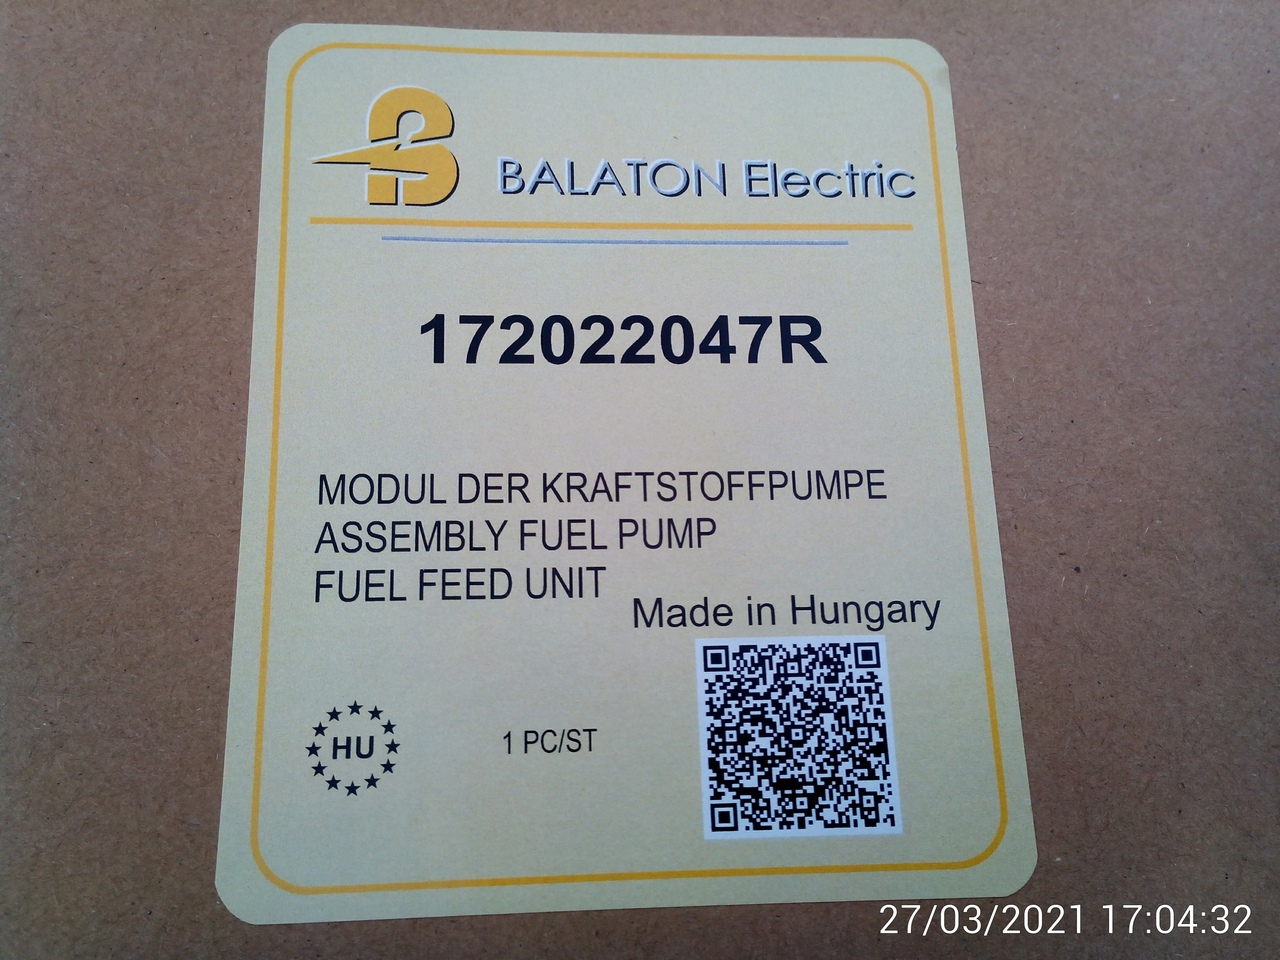 BALATON Electric
172022047R
MODUL DER KRAFTSTOFFPUMPE
ASSEMBLY FUEL PUMP
FUEL FEED UNIT
Made in Hungary
HU
1 PC/ST
27/03/2021 17:04:32